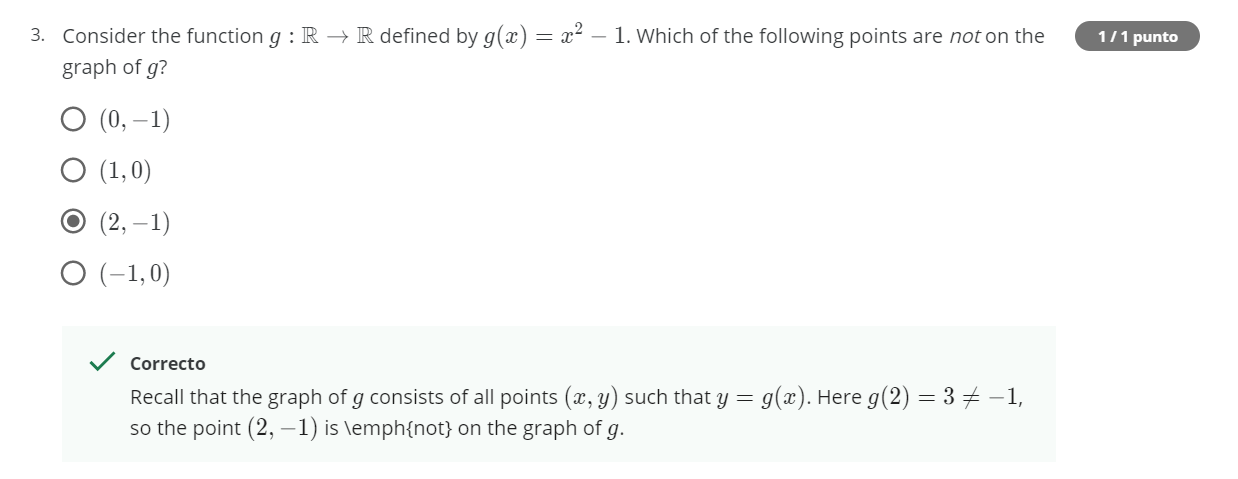 3. Consider the function g : ℝ → ℝ defined by g(x) = x² − 1. Which of the following points are not on the
1 / 1 punto
graph of g?
(0, −1)
(1, 0)
(2, −1)
(−1, 0)
Correcto
Recall that the graph of g consists of all points (x, y) such that y = g(x). Here g(2) = 3 ≠ −1,
so the point (2, −1) is \emph{not} on the graph of g.